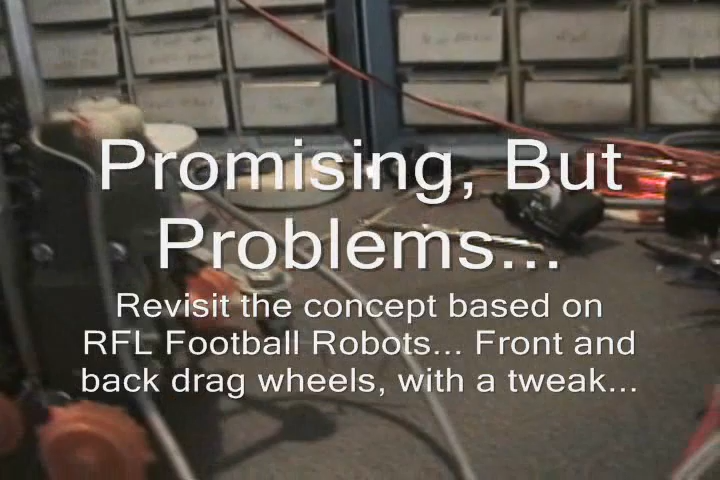 Promising, But
Problems...
Revisit the concept based on
RFL Football Robots... Front and
back drag wheels, with a tweak...